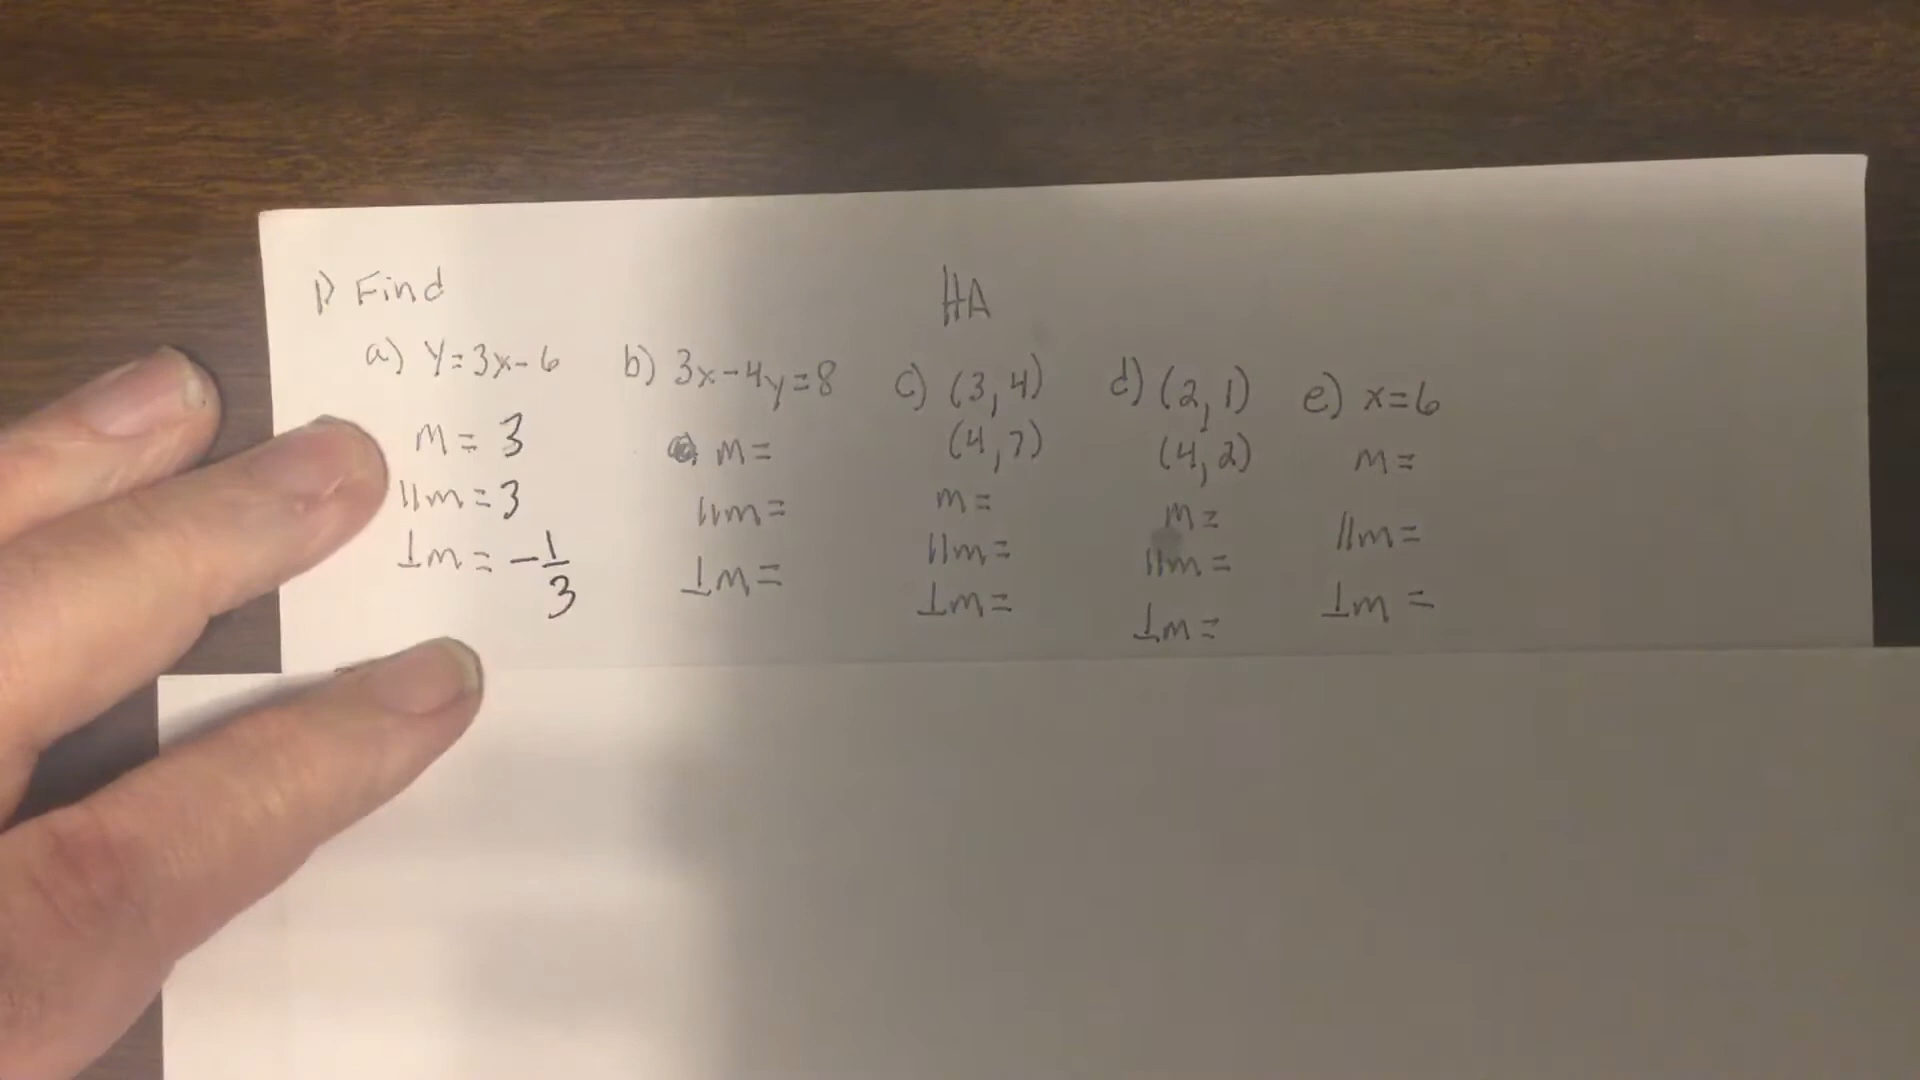 1) Find
HA
a) y=3x-6
m = 3
||m = 3
⊥m = -1/3
b) 3x-4y=8
m =
||m =
⊥m =
c) (3,4)
(4,7)
m =
||m =
⊥m =
d) (2,1)
(4,2)
m =
||m =
⊥m =
e) x=6
m =
||m =
⊥m =